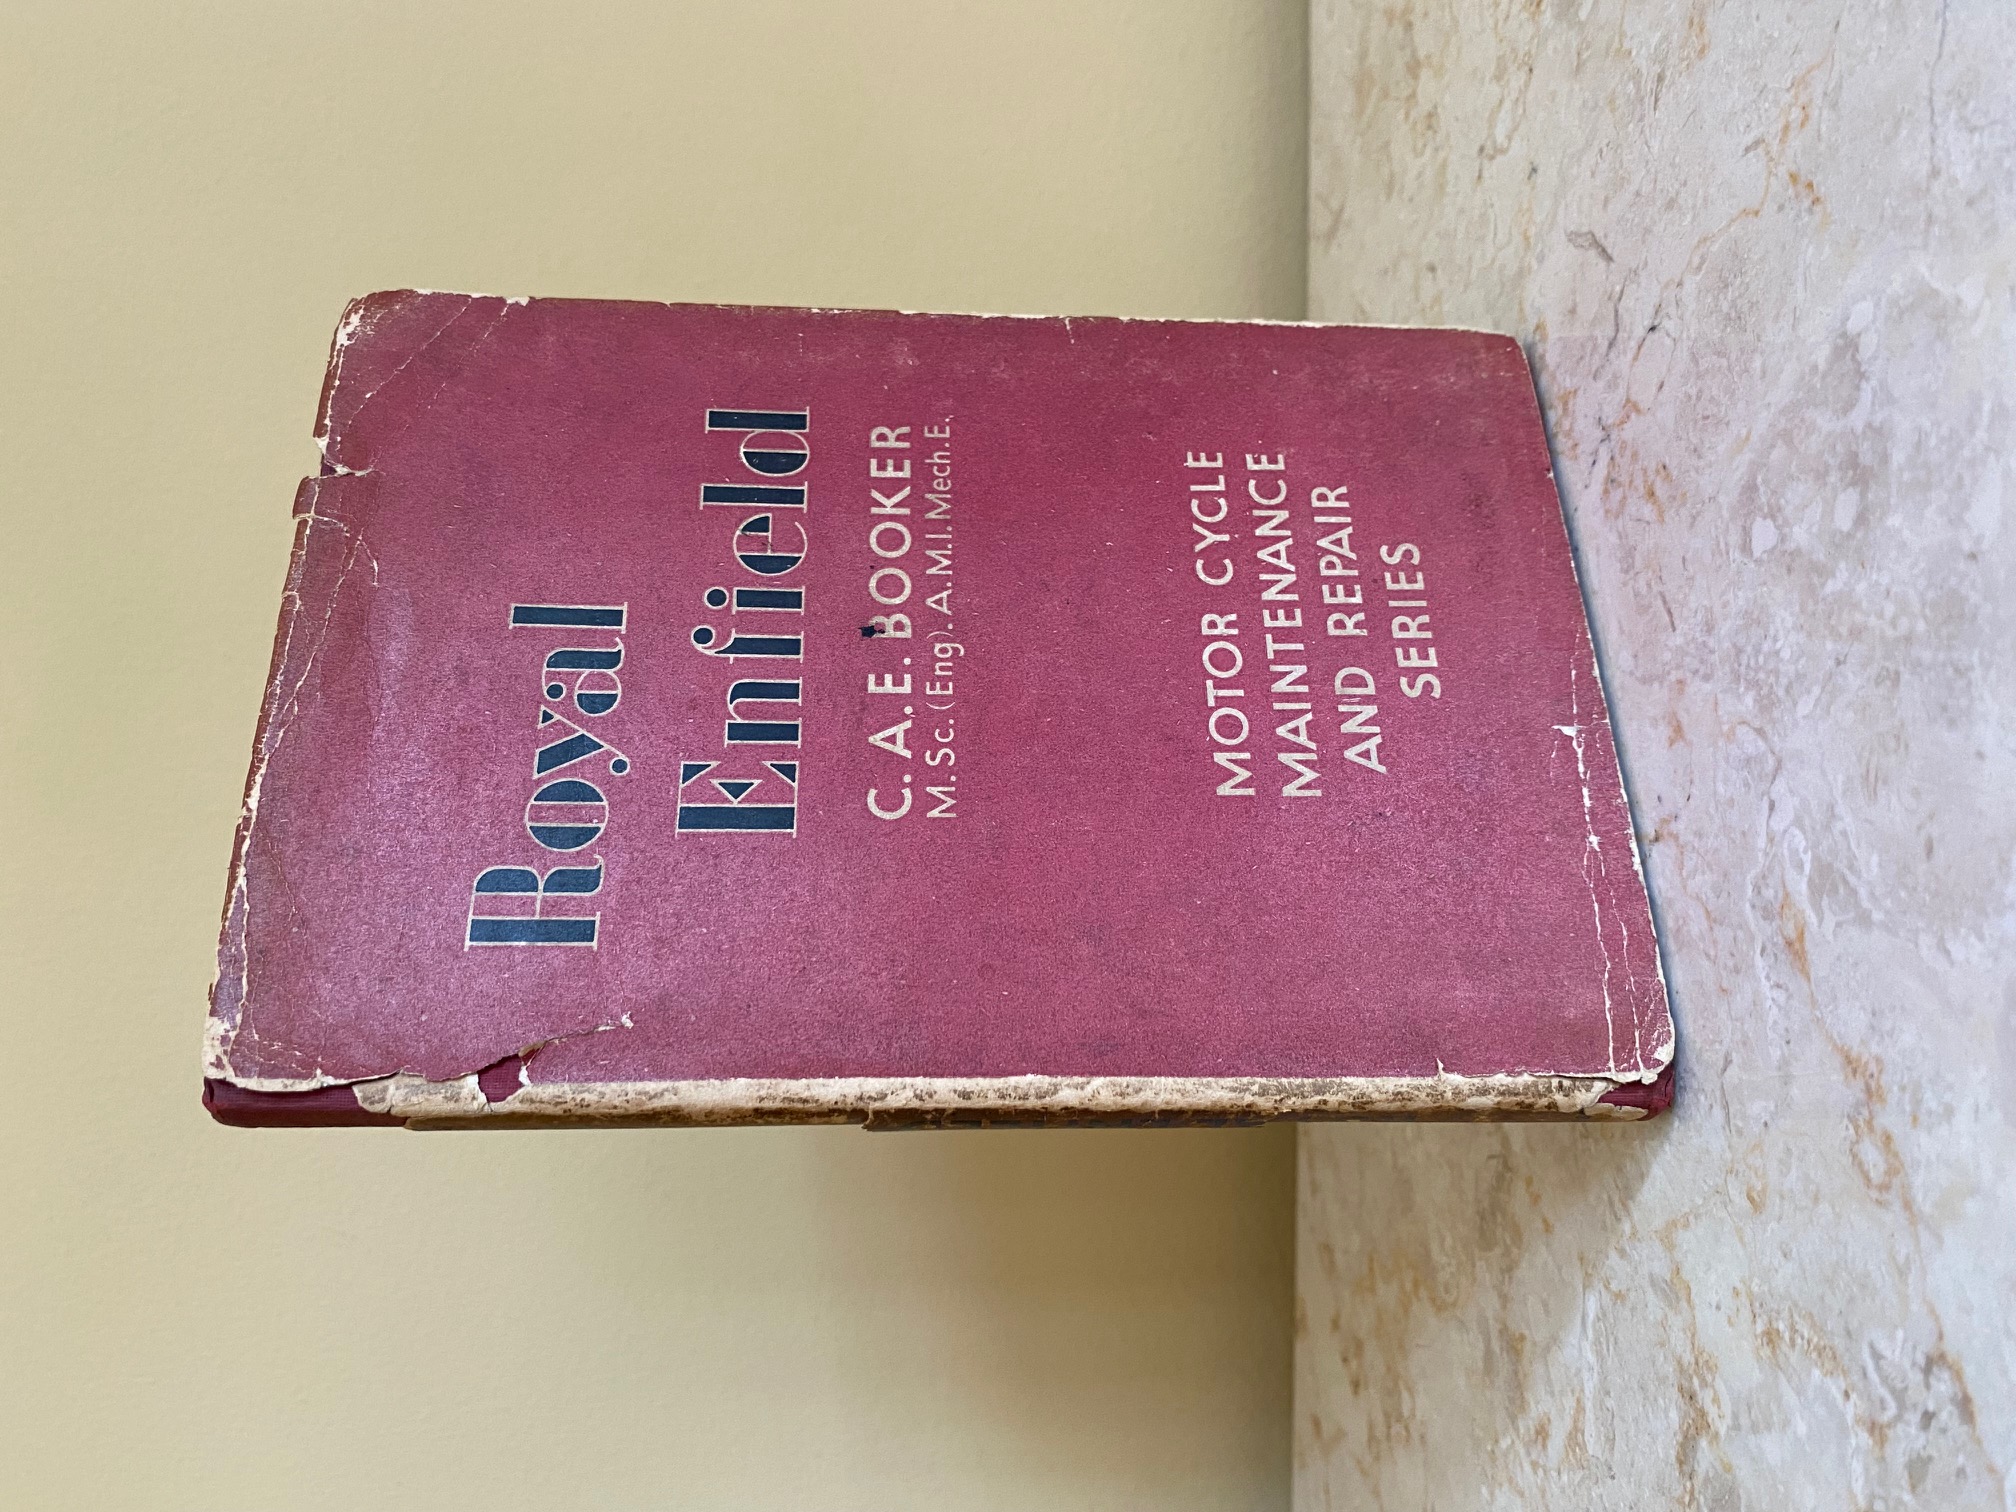 Royal
Enfield
C. A. E. BOOKER
M. Sc. (Eng). A.M.I. Mech. E.
MOTOR CYCLE
MAINTENANCE
AND REPAIR
SERIES